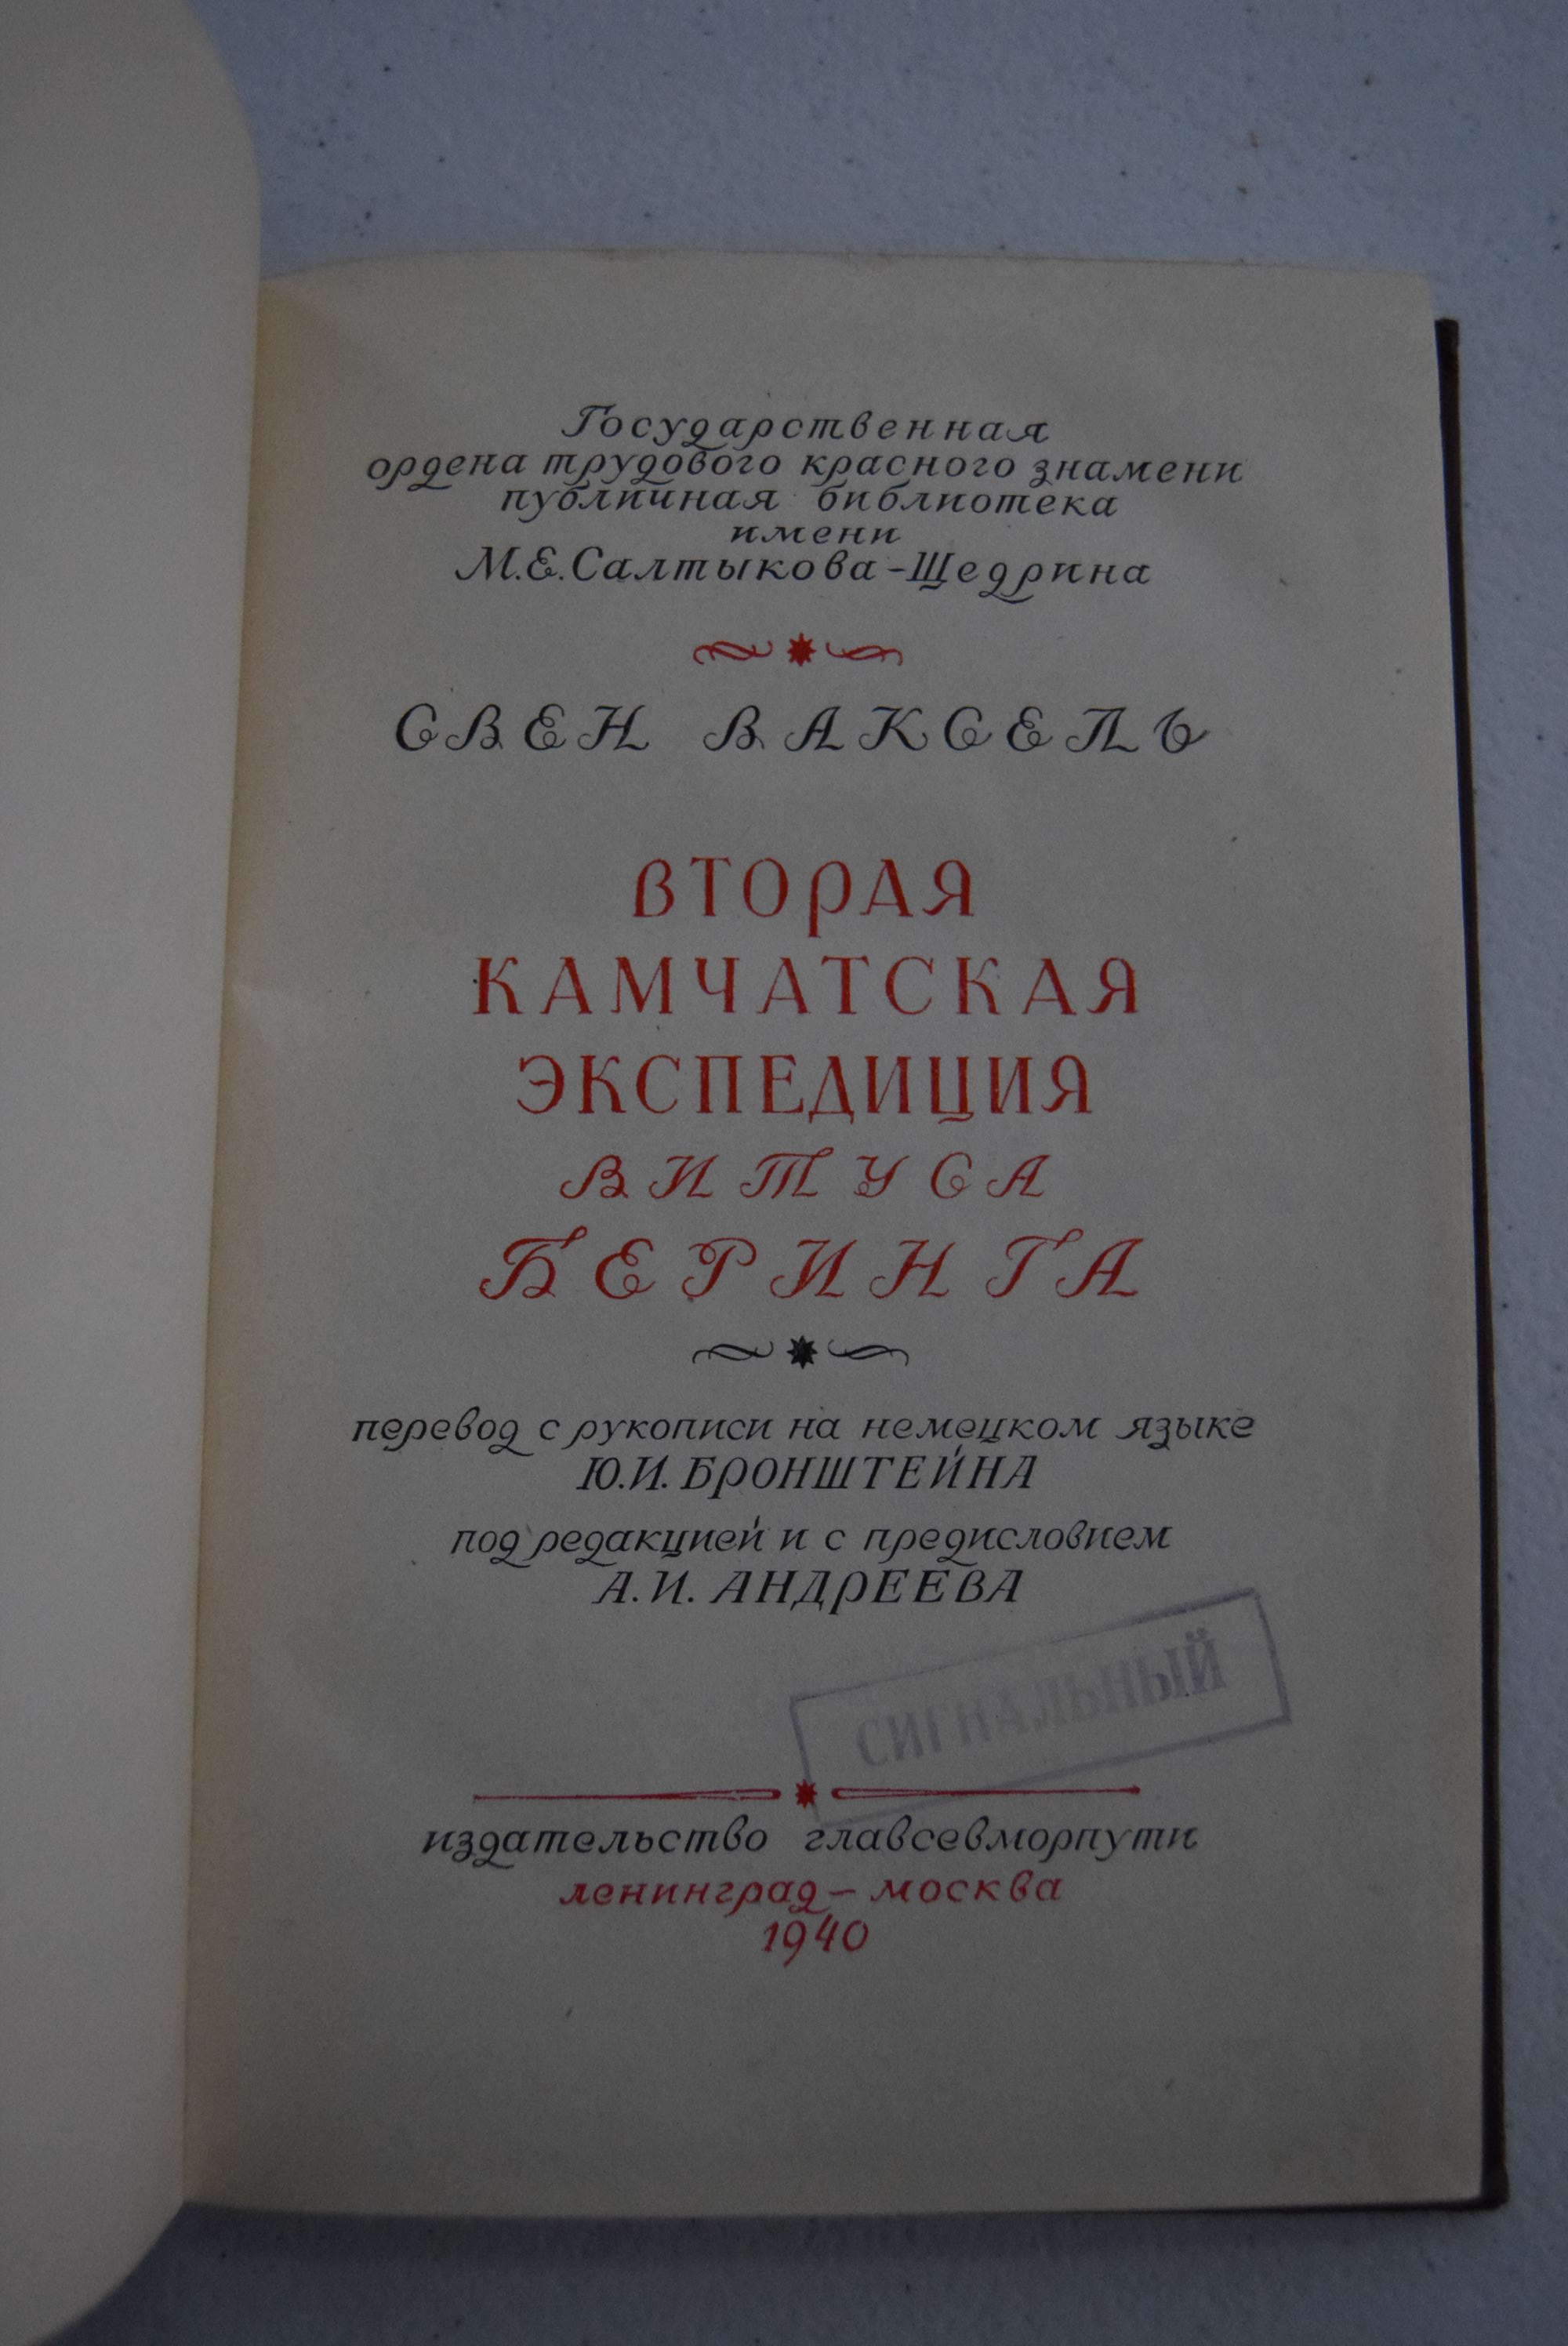 Государственная
ордена трудового красного знамени
публичная библиотека
имени
М.Е.Салтыкова-Щедрина
СВЕН ВАКСЕЛЬ
ВТОРАЯ
КАМЧАТСКАЯ
ЭКСПЕДИЦИЯ
ВИТУСА
БЕРИНГА
перевод с рукописи на немецком языке
Ю.И. БРОНШТЕЙНА
под редакцией и с предисловием
А.И. АНДРЕЕВА
СИГНАЛЬНЫЙ
издательство главсевморпути
ленинград – москва
1940